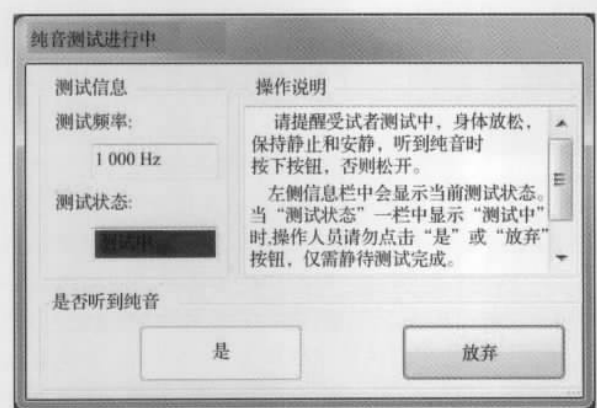 纯音测试进行中
测试信息
测试频率:
1 000 Hz
测试状态:
测试中
操作说明
请提醒受试者测试中，身体放松，
保持静止和安静，听到纯音时
按下按钮，否则松开。
左侧信息栏中会显示当前测试状态。
当“测试状态”一栏中显示“测试中”
时,操作人员请勿点击“是”或“放弃”
按钮，仅需静待测试完成。
是否听到纯音
是
放弃